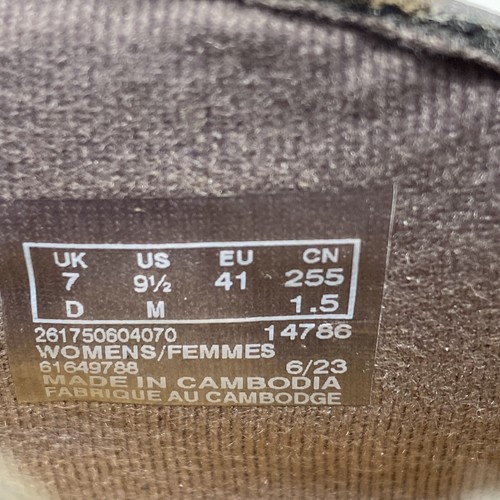 UK US EU CN
7 9½ 41 255
D M 1.5
261750604070 14786
WOMENS/FEMMES
61649788 6/23
MADE IN CAMBODIA
FABRIQUE AU CAMBODGE